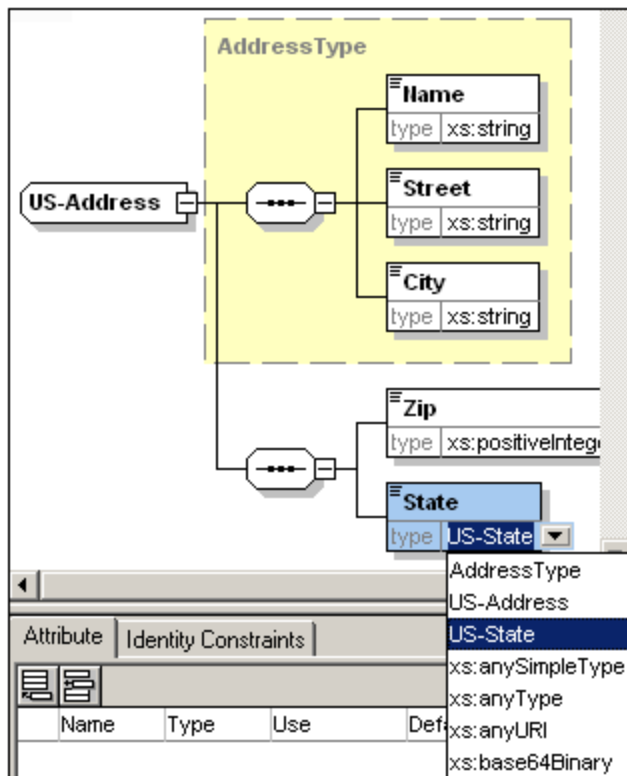 AddressType
Name
type xs:string
US-Address
Street
type xs:string
City
type xs:string
Zip
type xs:positiveIntege
State
type US-State
AddressType
US-Address
US-State
xs:anySimpleType
xs:anyType
xs:anyURI
xs:base64Binary
Attribute Identity Constraints
Name Type Use Defa